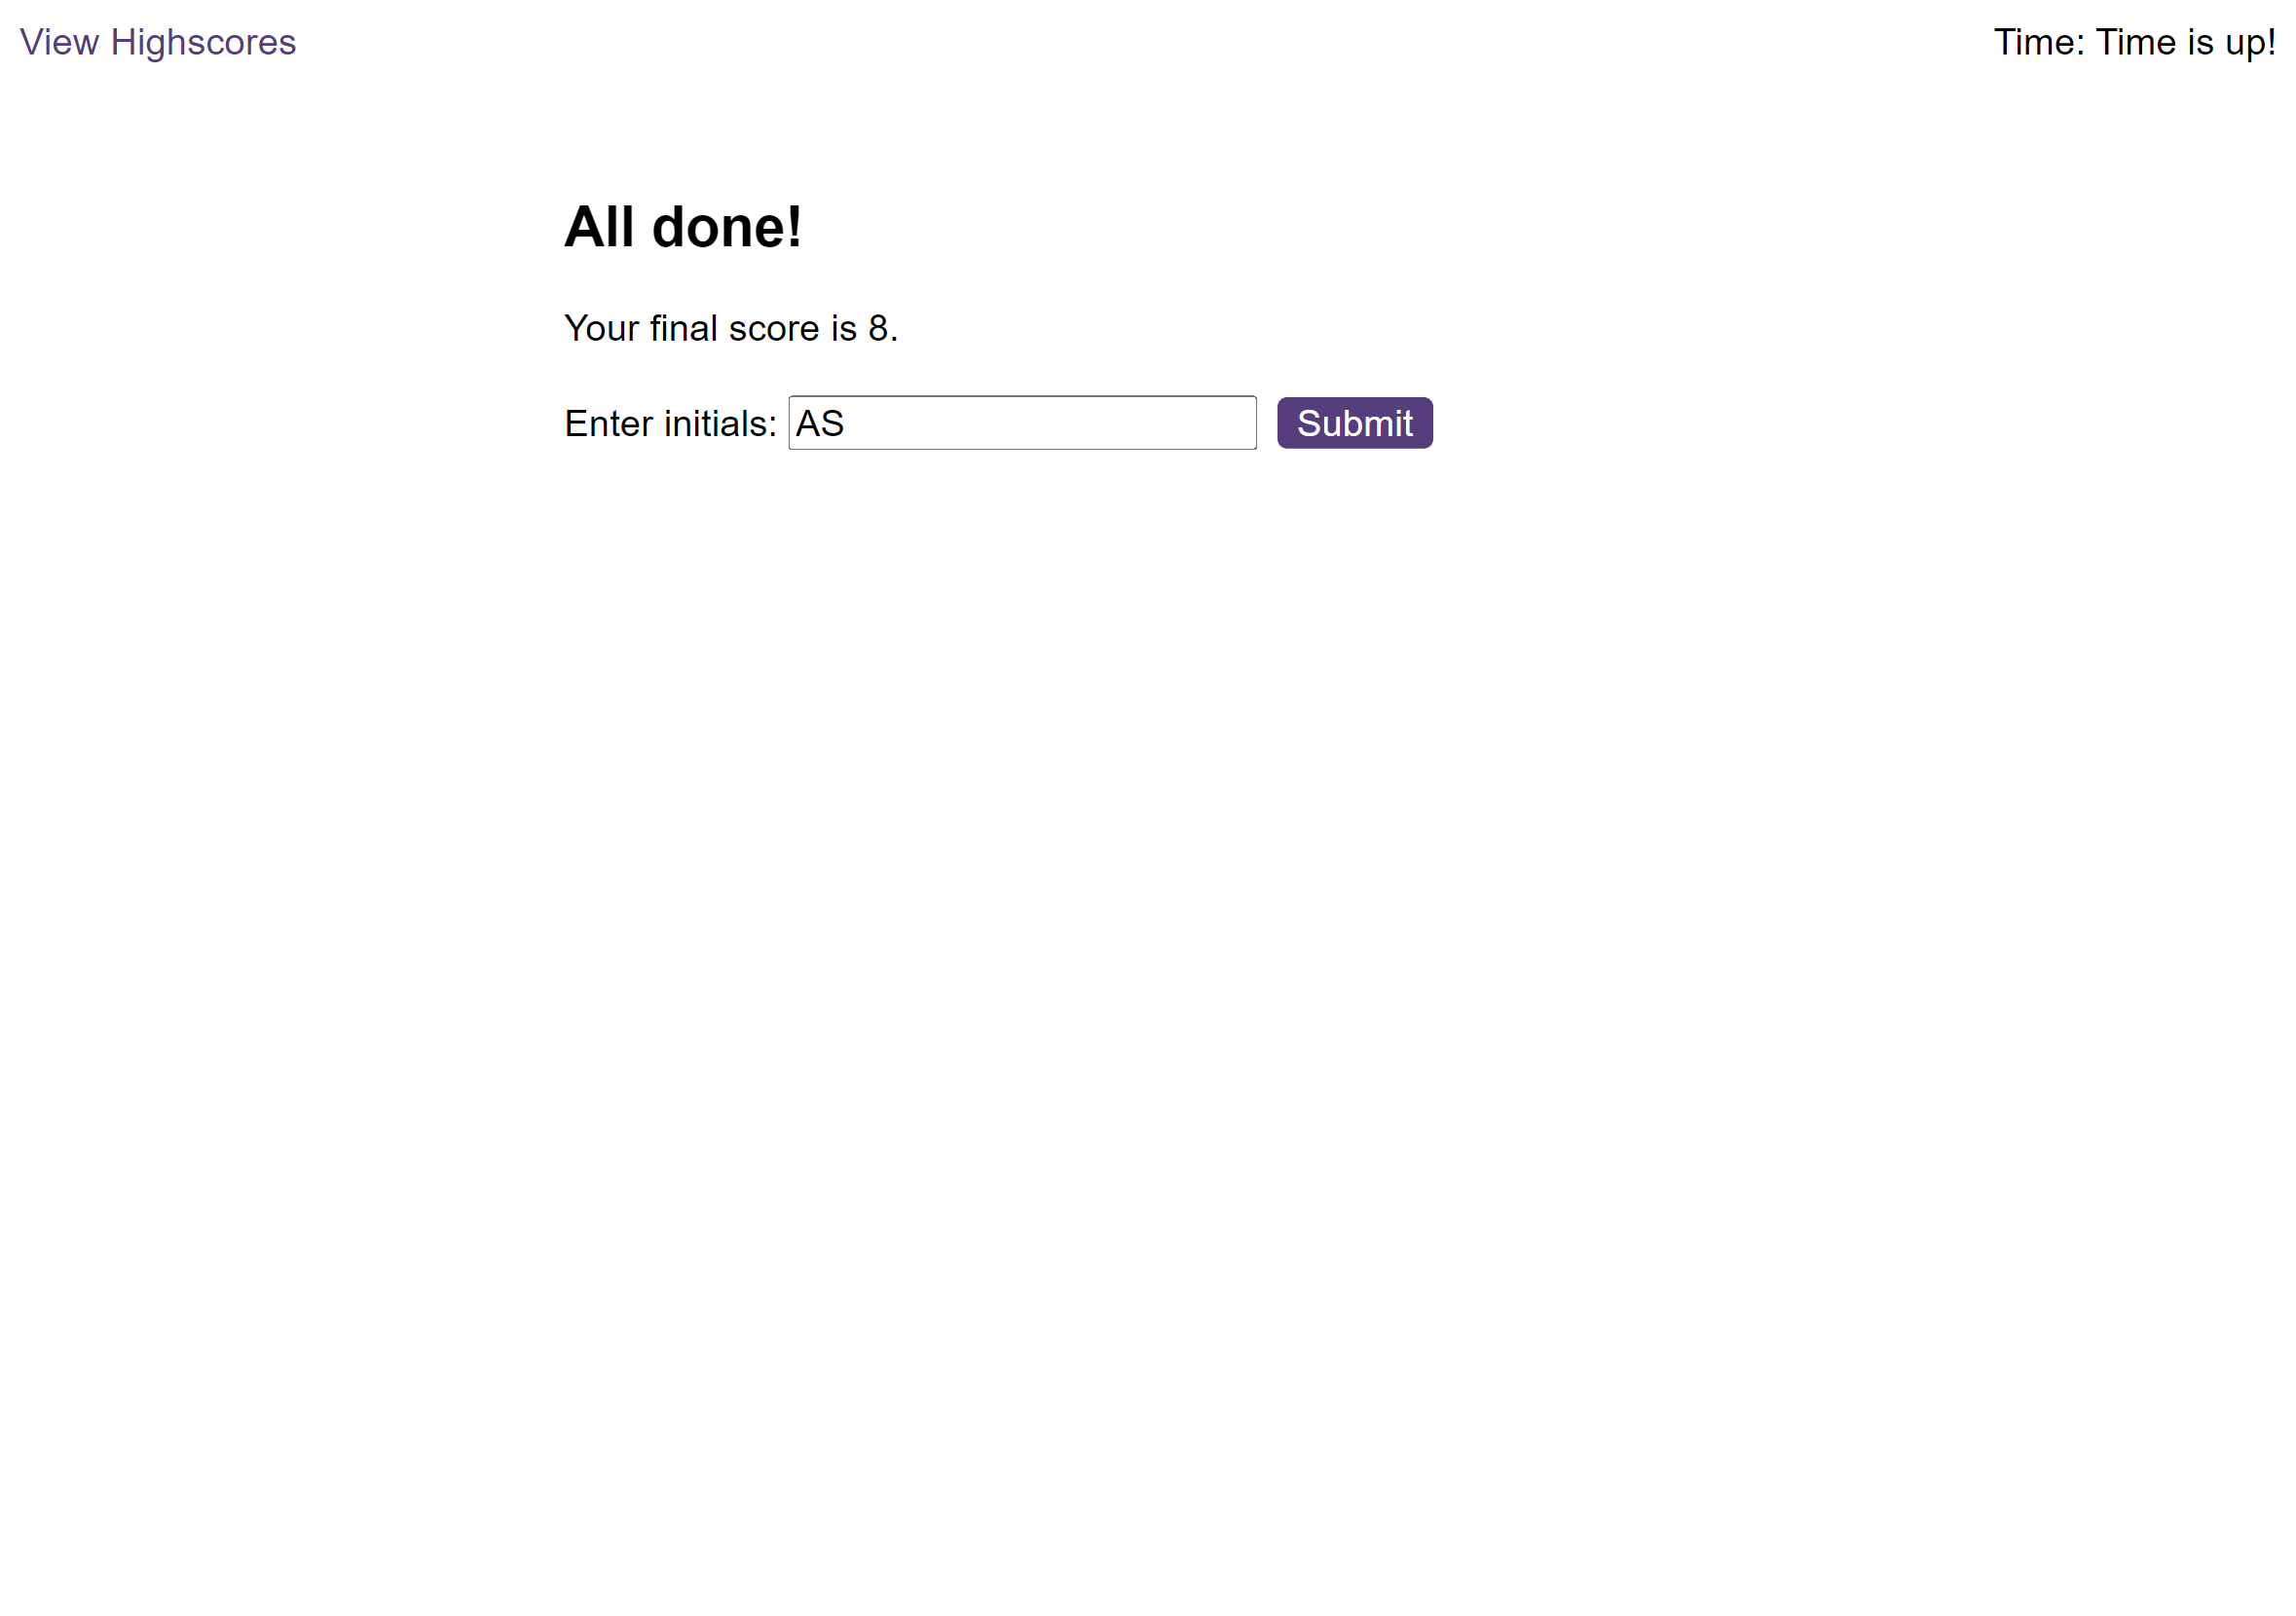 View Highscores
Time: Time is up!
All done!
Your final score is 8.
Enter initials: AS Submit